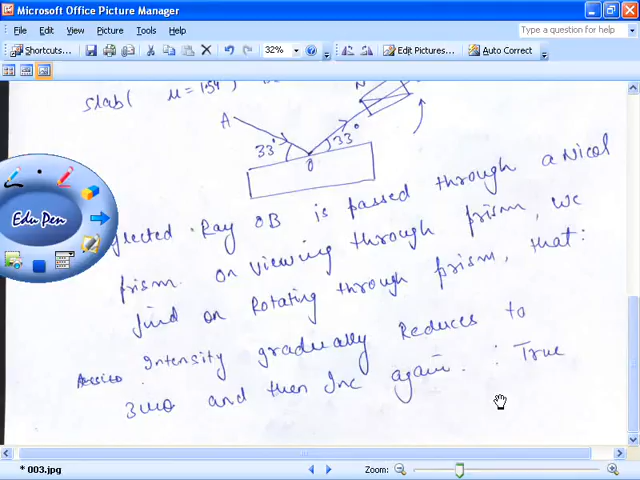 Microsoft Office Picture Manager
File Edit View Picture Tools Help
Type a question for help
Shortcuts...
32%
Edit Pictures...
Auto Correct
slab( μ = 1.54
A
N
33° 33°
O
Edu Pen
glected . Ray OB is passed through a Nicol
prism. on viewing through prism, we
find on Rotating through prism, that:
Intensity gradually Reduces to
zero and then Inc again. : True
*003.jpg
Zoom: